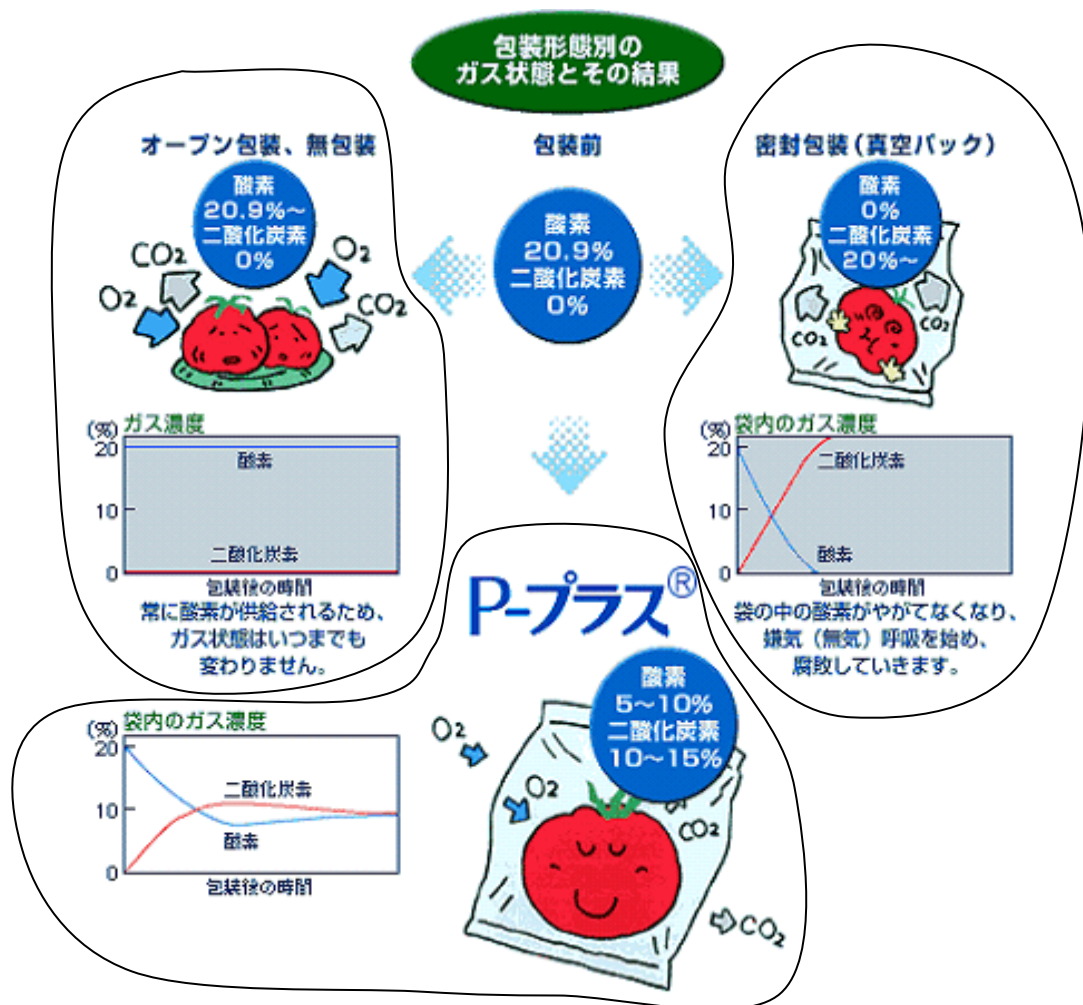 包装形態別の
ガス状態とその結果
オープン包装、無包装
酸素
20.9%~
二酸化炭素
0%
CO2
O2
O2
CO2
(%)ガス濃度
20
10
0
酸素
二酸化炭素
包装後の時間
常に酸素が供給されるため、
ガス状態はいつまでも
変わりません。
包装前
酸素
20.9%
二酸化炭素
0%
密封包装(真空パック)
酸素
0%
二酸化炭素
20%~
CO2
CO2
(%)袋内のガス濃度
20
10
0
二酸化炭素
酸素
包装後の時間
袋の中の酸素がやがてなくなり、
嫌気(無気)呼吸を始め、
腐敗していきます。
P-プラス®
酸素
5~10%
二酸化炭素
10~15%
O2
O2
CO2
CO2
(%)袋内のガス濃度
20
10
0
二酸化炭素
酸素
包装後の時間